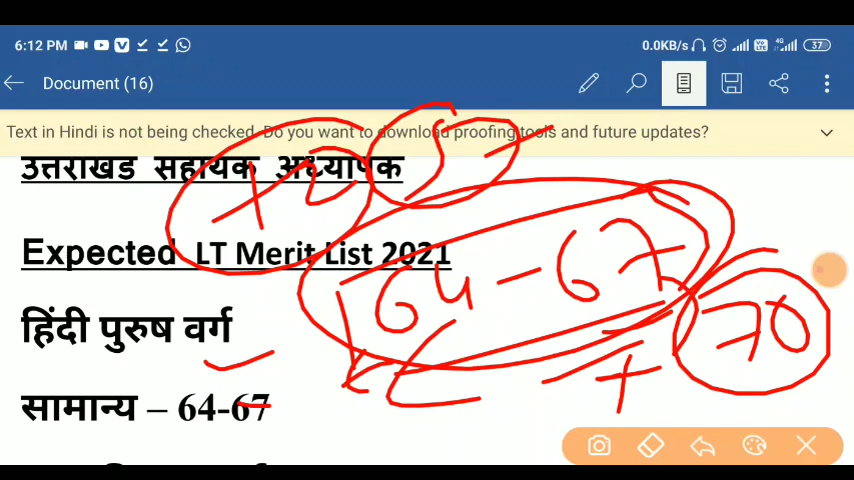 6:12 PM 0.0KB/s 4G 37
Document (16)
Text in Hindi is not being checked. Do you want to download proofing tools and future updates?
उत्तराखंड सहायक अध्यापक
Expected LT Merit List 2021
64-67
70
हिंदी पुरुष वर्ग
सामान्य – 64-67